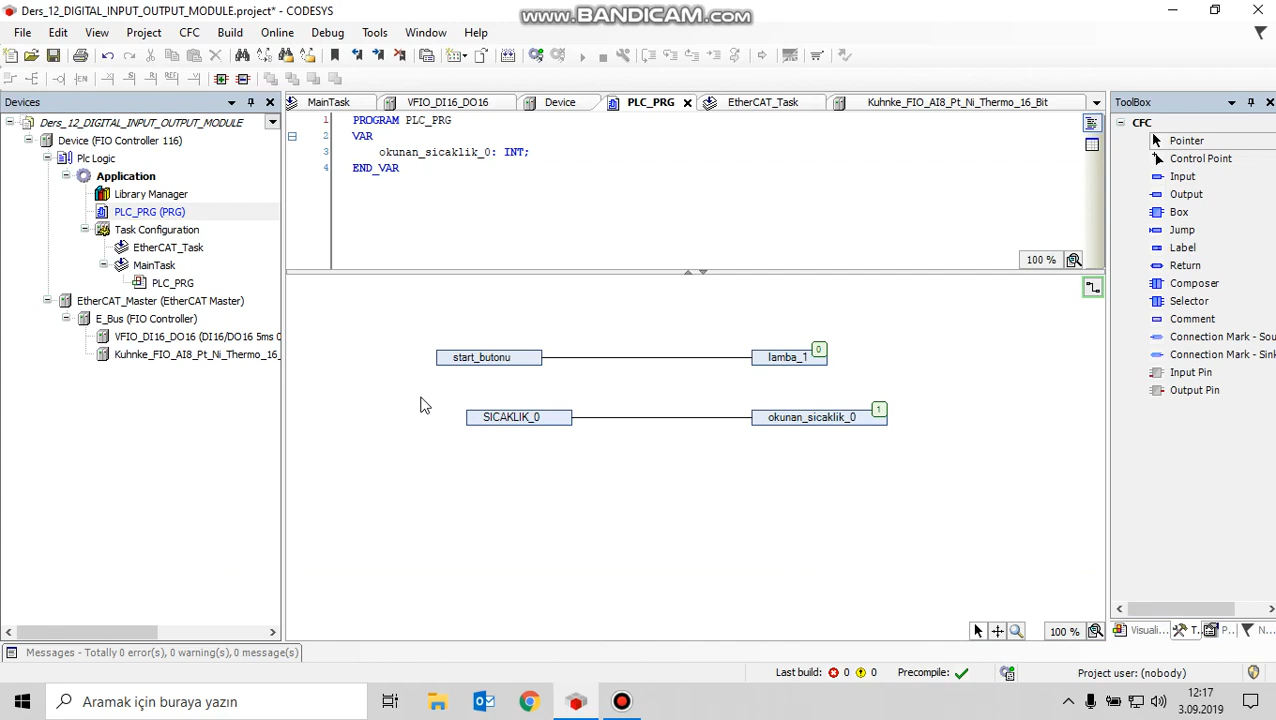 Ders_12_DIGITAL_INPUT_OUTPUT_MODULE.project* - CODESYS
www.BANDICAM.com
File Edit View Project CFC Build Online Debug Tools Window Help
Devices
MainTask
VFIO_DI16_DO16
Device
PLC_PRG
EtherCAT_Task
Kuhnke_FIO_AI8_Pt_Ni_Thermo_16_Bit
ToolBox
Ders_12_DIGITAL_INPUT_OUTPUT_MODULE
Device (FIO Controller 116)
Plc Logic
Application
Library Manager
PLC_PRG (PRG)
Task Configuration
EtherCAT_Task
MainTask
PLC_PRG
EtherCAT_Master (EtherCAT Master)
E_Bus (FIO Controller)
VFIO_DI16_DO16 (DI16/DO16 5ms 0
Kuhnke_FIO_AI8_Pt_Ni_Thermo_16_
1 PROGRAM PLC_PRG
2 VAR
3 okunan_sicaklik_0: INT;
4 END_VAR
100 %
start_butonu
lamba_1
0
SICAKLIK_0
okunan_sicaklik_0
1
100 %
CFC
Pointer
Control Point
Input
Output
Box
Jump
Label
Return
Composer
Selector
Comment
Connection Mark - Sou
Connection Mark - Sink
Input Pin
Output Pin
Visuali...
T...
P...
N...
Messages - Totally 0 error(s), 0 warning(s), 0 message(s)
Last build: 0 0 Precompile:
Project user: (nobody)
Aramak için buraya yazın
12:17
3.09.2019